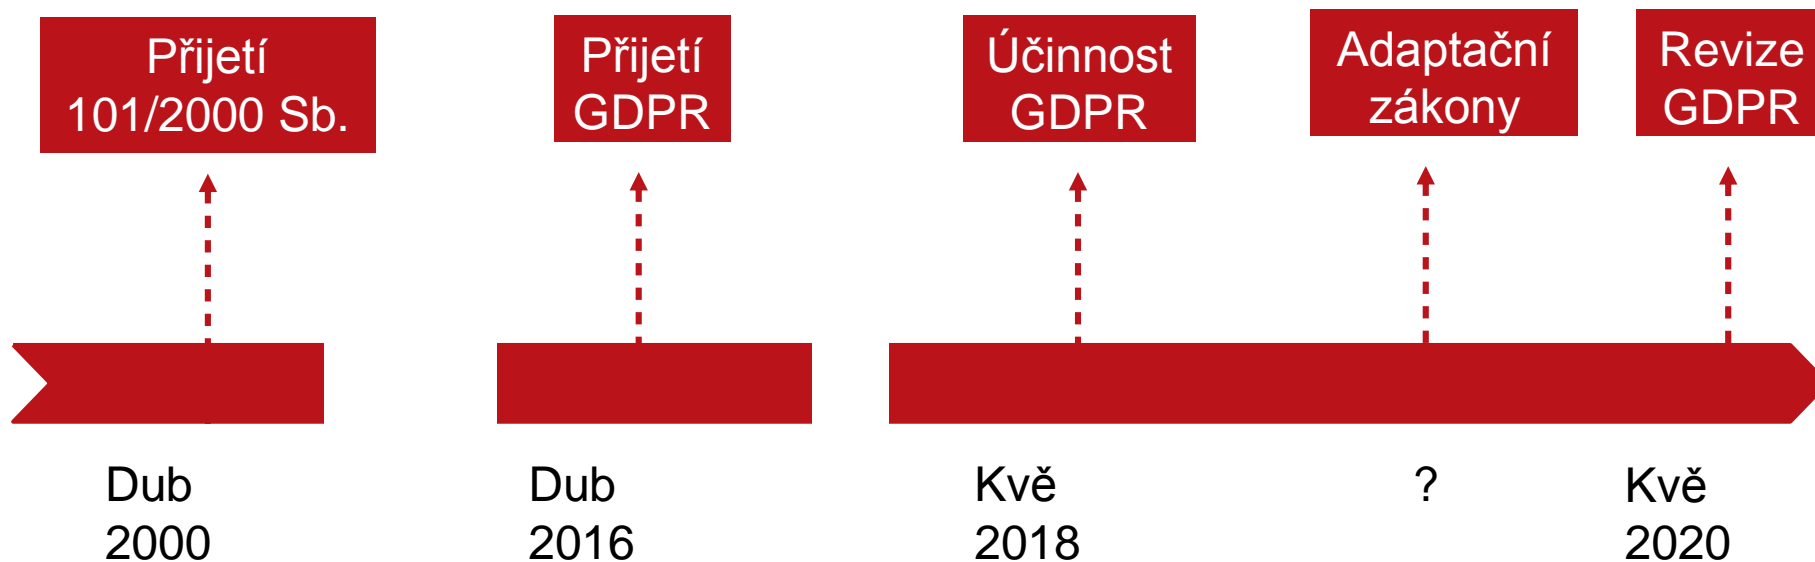 Přijetí
101/2000 Sb.
Přijetí
GDPR
Účinnost
GDPR
Adaptační
zákony
Revize
GDPR
Dub
2000
Dub
2016
Kvě
2018
?
Kvě
2020